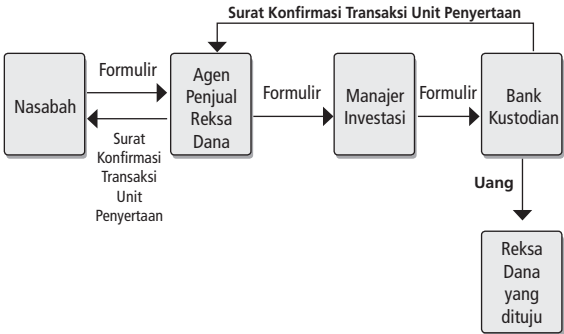 Surat Konfirmasi Transaksi Unit Penyertaan
Nasabah
Formulir
Surat
Konfirmasi
Transaksi
Unit
Penyertaan
Agen
Penjual
Reksa
Dana
Formulir
Manajer
Investasi
Formulir
Bank
Kustodian
Uang
Reksa
Dana
yang
dituju